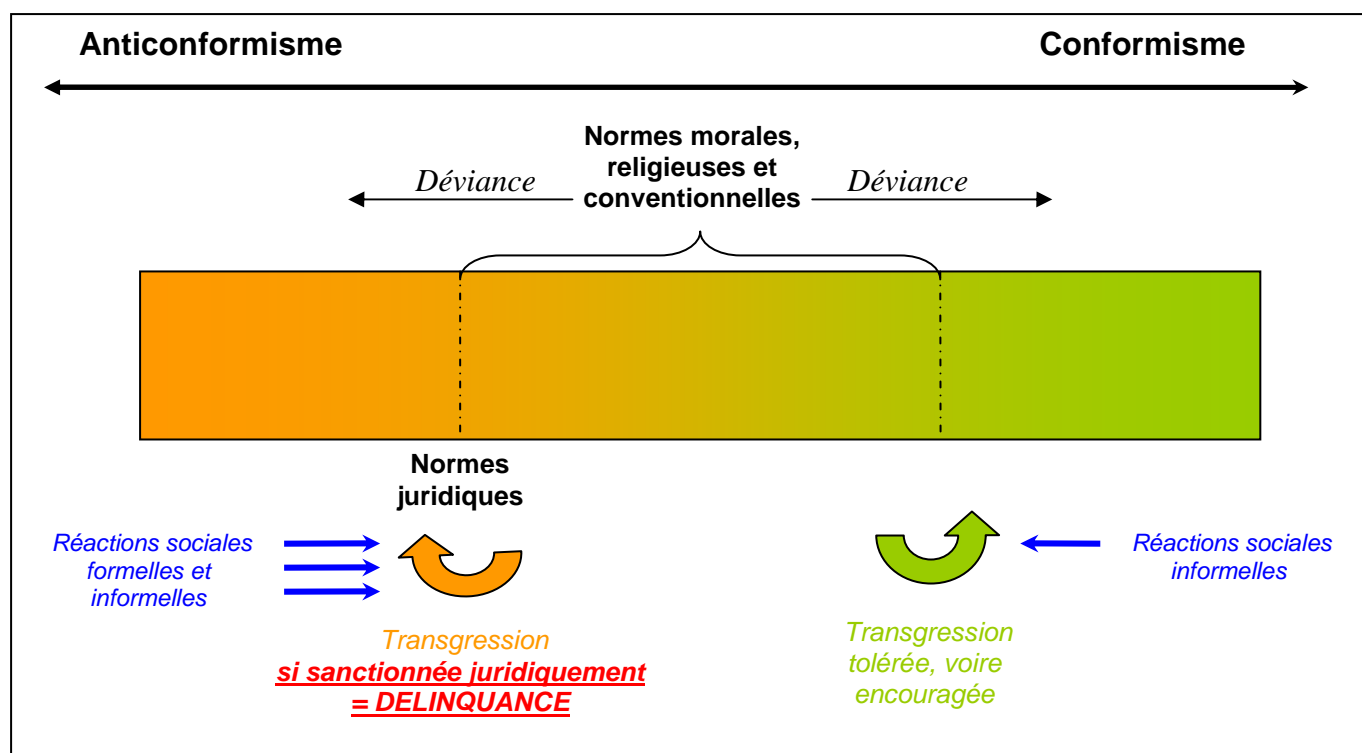 Anticonformisme
Conformisme
Normes morales,
religieuses et
conventionnelles
Déviance
Déviance
Normes
juridiques
Réactions sociales
formelles et
informelles
Réactions sociales
informelles
Transgression
si sanctionnée juridiquement
= DELINQUANCE
Transgression
tolérée, voire
encouragée